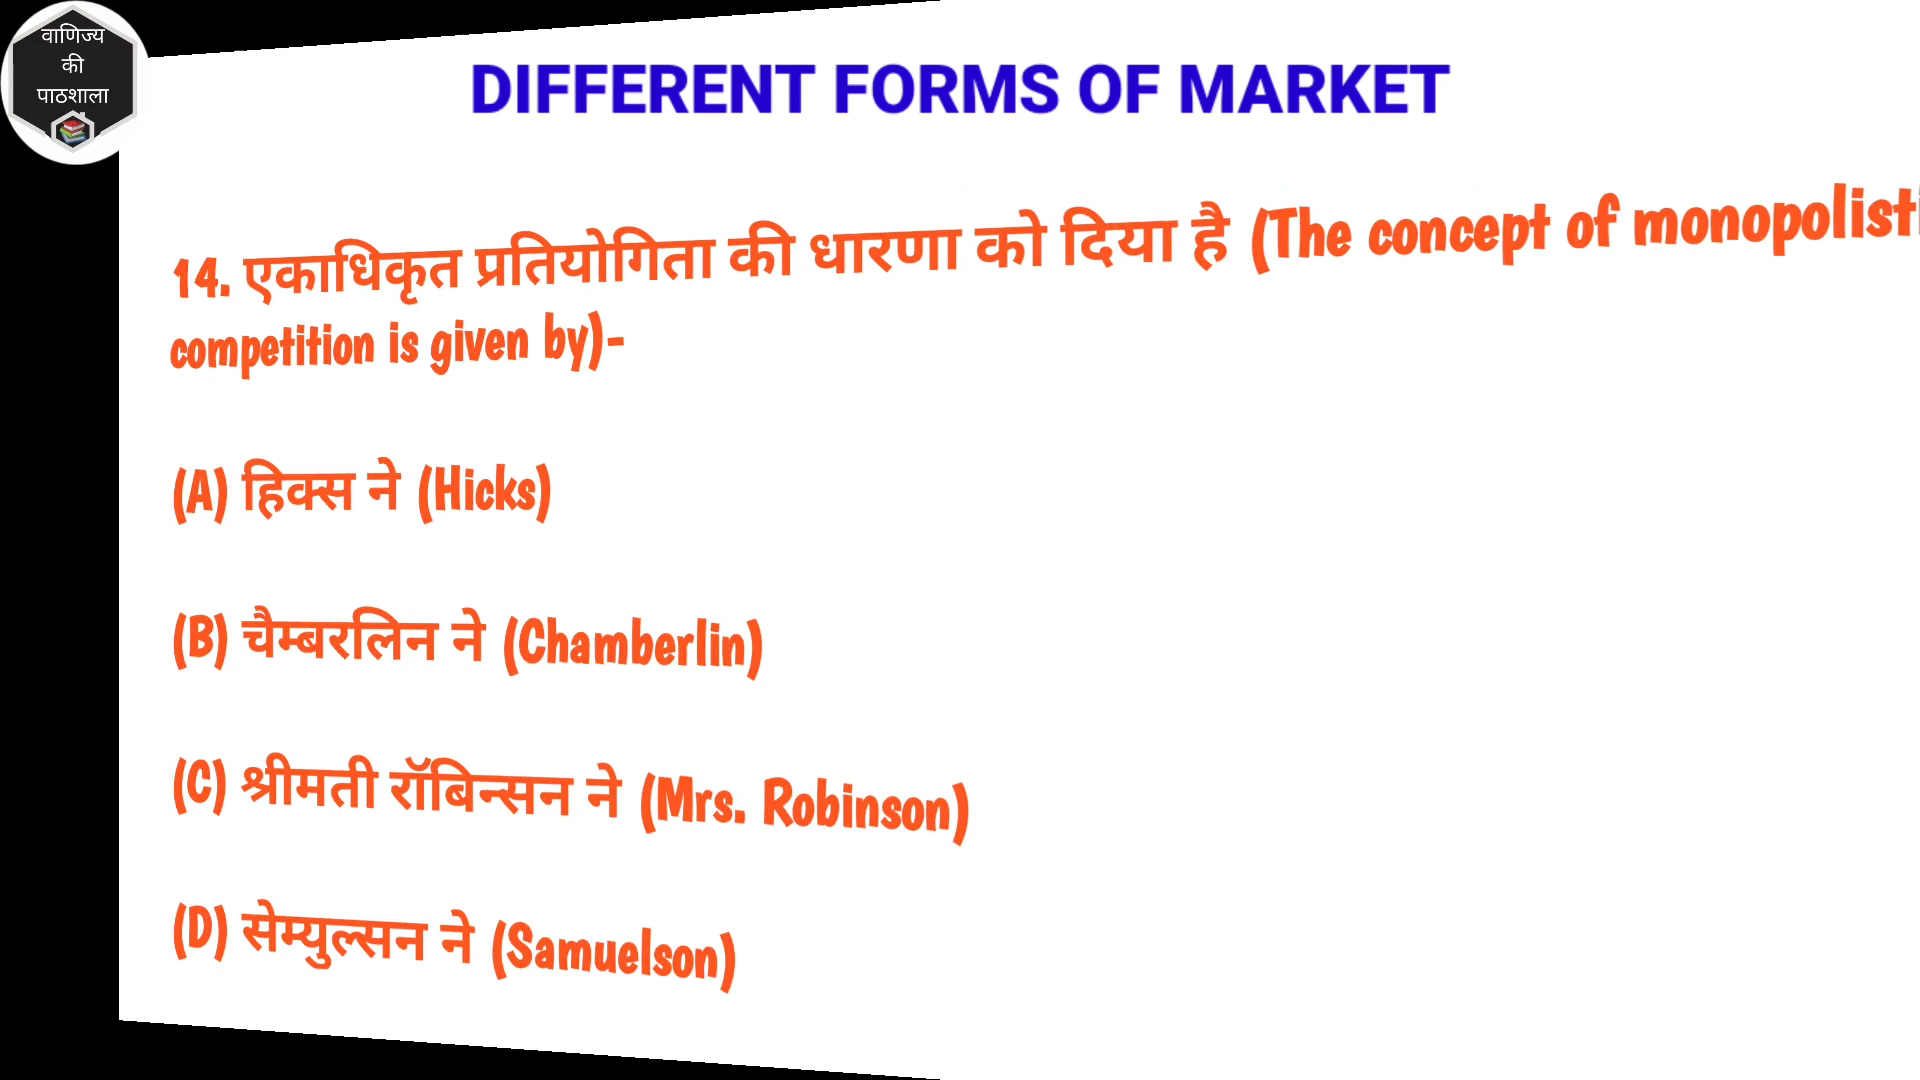 वाणिज्य
की
पाठशाला
DIFFERENT FORMS OF MARKET
14. एकाधिकृत प्रतियोगिता की धारणा को दिया है (The concept of monopolisti
competition is given by)-
(A) हिक्स ने (Hicks)
(B) चैम्बरलिन ने (Chamberlin)
(C) श्रीमती रॉबिन्सन ने (Mrs. Robinson)
(D) सेम्युल्सन ने (Samuelson)